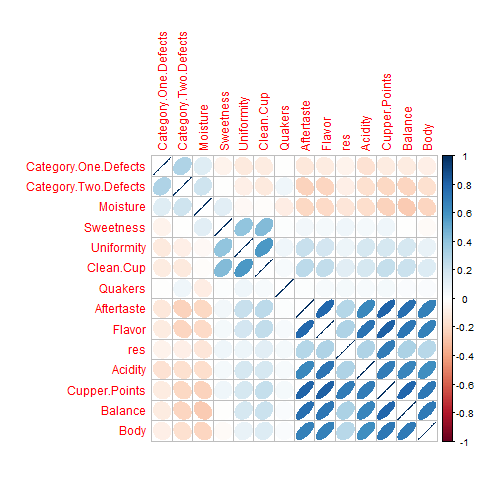 Category.One.Defects
Category.Two.Defects
Moisture
Sweetness
Uniformity
Clean.Cup
Quakers
Aftertaste
Flavor
res
Acidity
Cupper.Points
Balance
Body
Category.One.Defects
Category.Two.Defects
Moisture
Sweetness
Uniformity
Clean.Cup
Quakers
Aftertaste
Flavor
res
Acidity
Cupper.Points
Balance
Body
1
0.8
0.6
0.4
0.2
0
-0.2
-0.4
-0.6
-0.8
-1